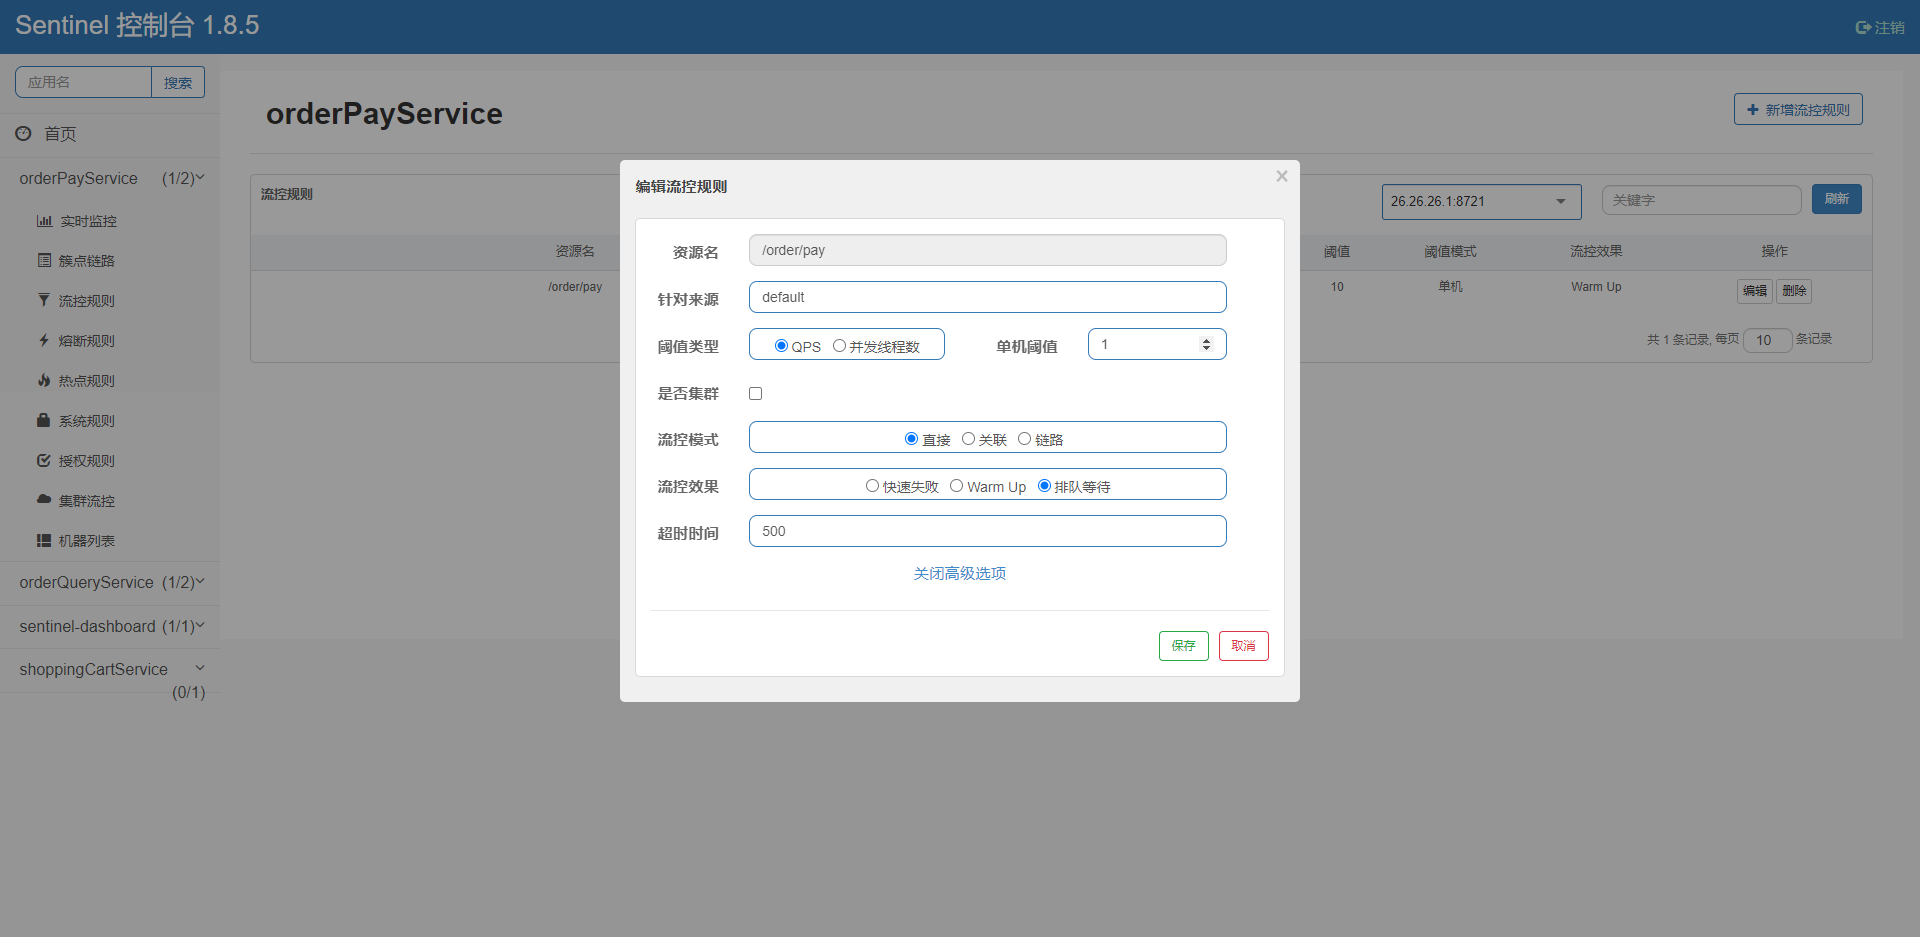 Sentinel 控制台 1.8.5
注销
应用名 搜索
首页
orderPayService (1/2)
实时监控
簇点链路
流控规则
熔断规则
热点规则
系统规则
授权规则
集群流控
机器列表
orderQueryService (1/2)
sentinel-dashboard (1/1)
shoppingCartService
(0/1)
orderPayService
新增流控规则
流控规则
26.26.26.1:8721 关键字 刷新
资源名 阈值 阈值模式 流控效果 操作
/order/pay 10 单机 Warm Up 编辑 删除
共 1 条记录, 每页 10 条记录
编辑流控规则 ×
资源名 /order/pay
针对来源 default
阈值类型 QPS 并发线程数 单机阈值 1
是否集群
流控模式 直接 关联 链路
流控效果 快速失败 Warm Up 排队等待
超时时间 500
关闭高级选项
保存 取消